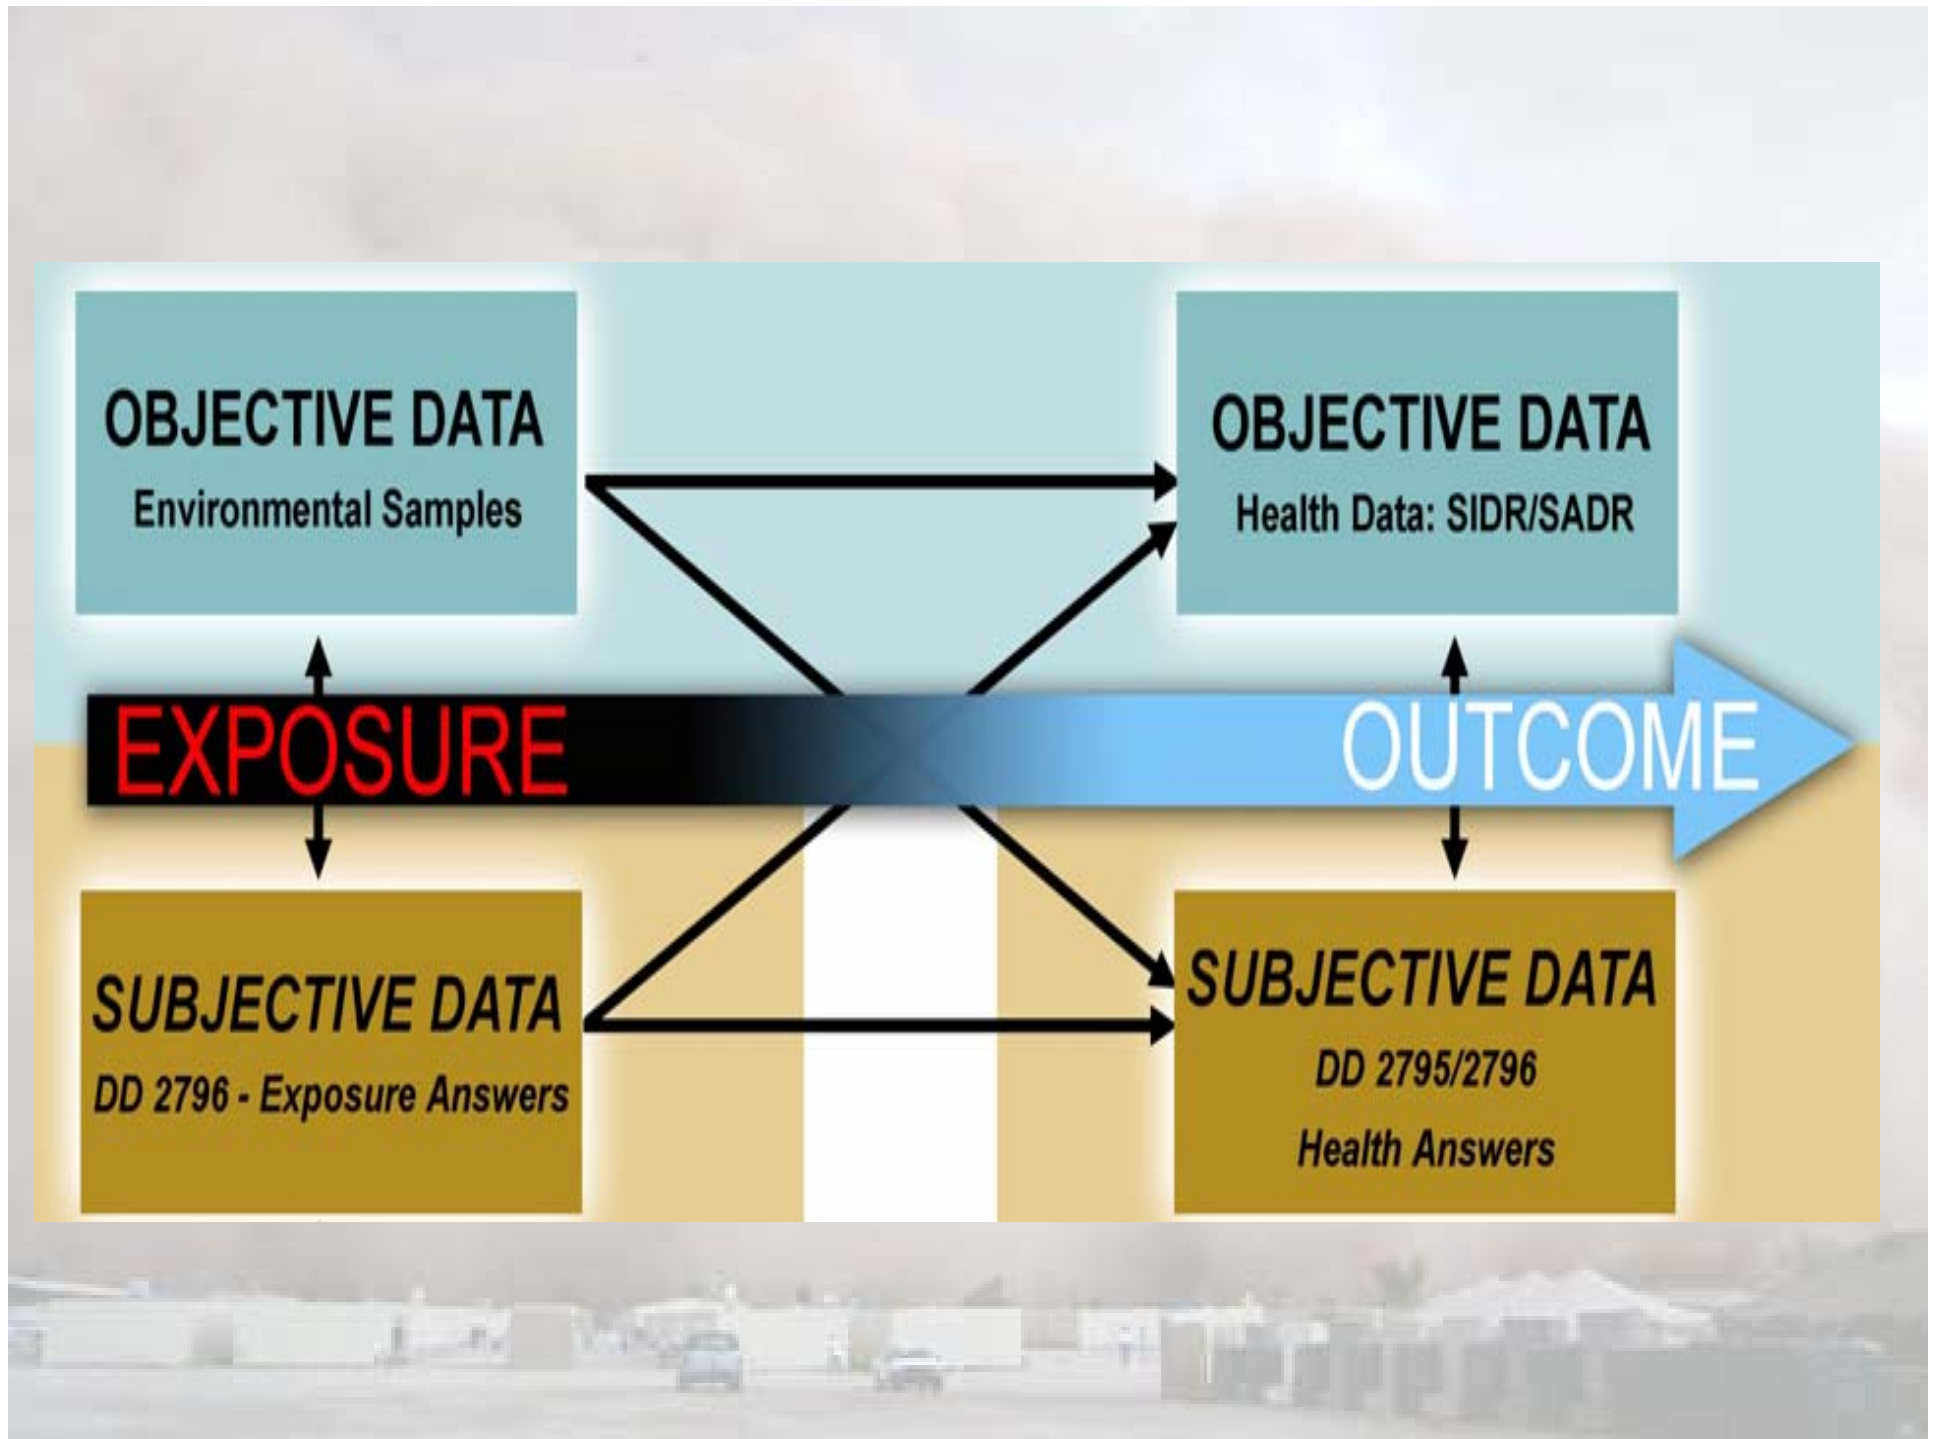 OBJECTIVE DATA
Environmental Samples
OBJECTIVE DATA
Health Data: SIDR/SADR
EXPOSURE
OUTCOME
SUBJECTIVE DATA
DD 2796 - Exposure Answers
SUBJECTIVE DATA
DD 2795/2796
Health Answers